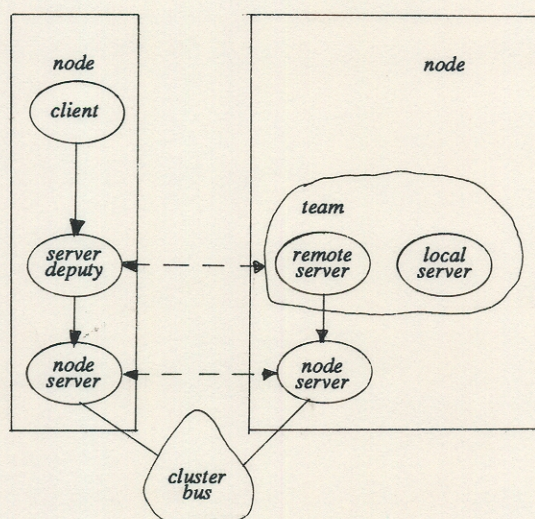 node
node
client
team
server
deputy
remote
server
local
server
node
server
node
server
cluster
bus